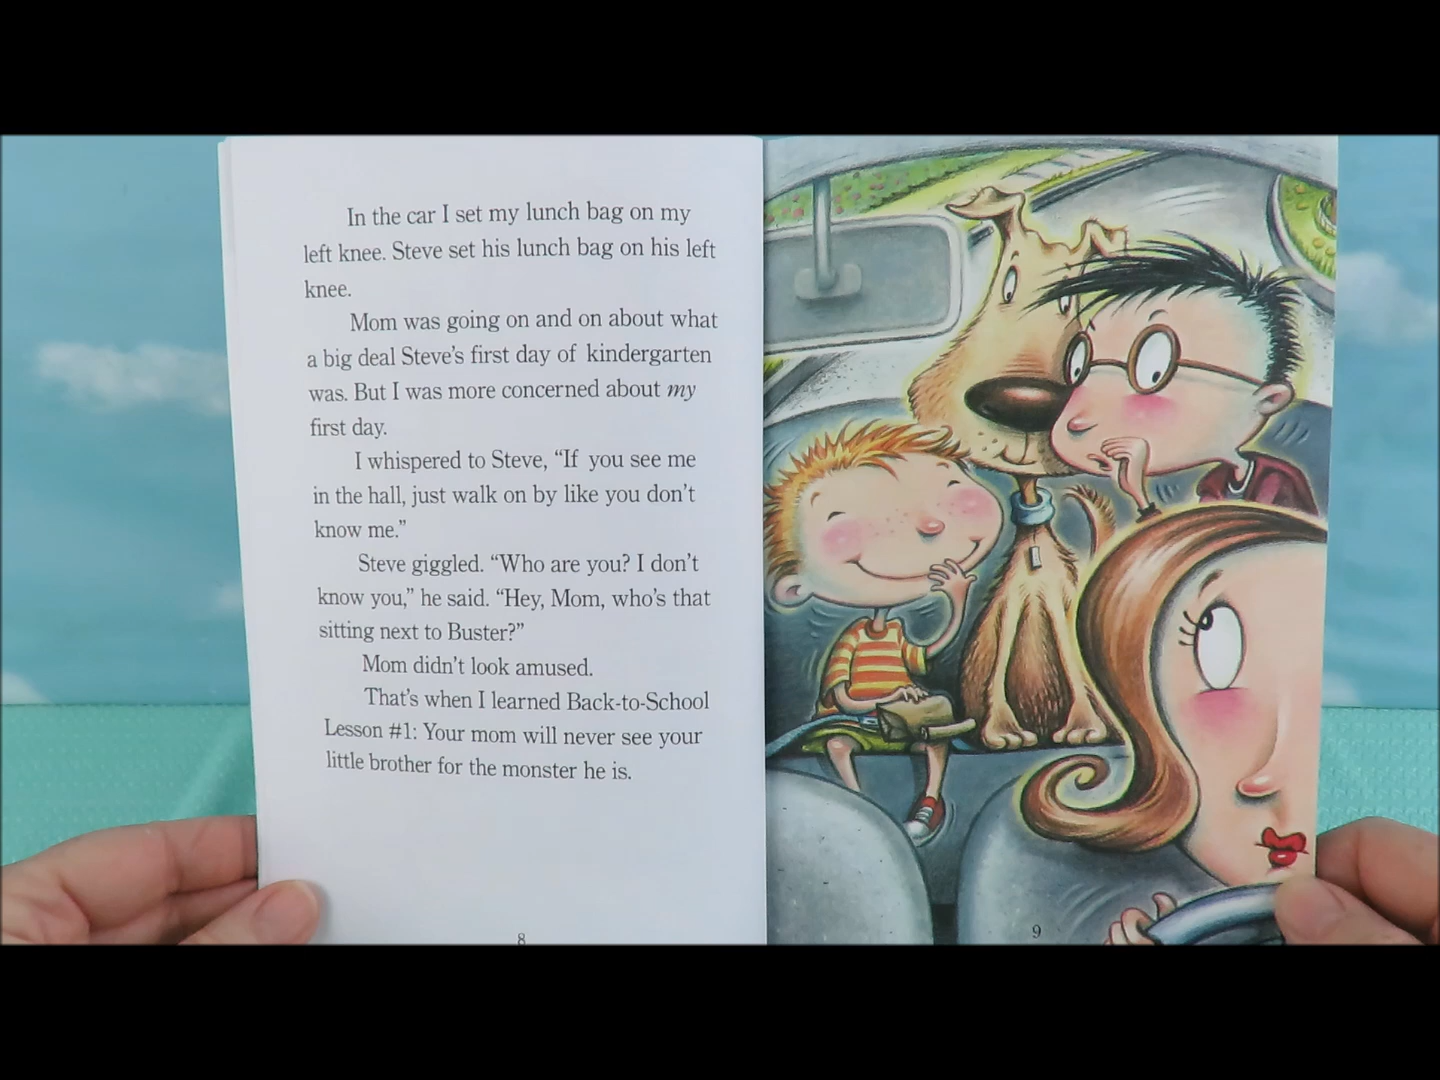 In the car I set my lunch bag on my
left knee. Steve set his lunch bag on his left
knee.
Mom was going on and on about what
a big deal Steve's first day of kindergarten
was. But I was more concerned about my
first day.
I whispered to Steve, “If you see me
in the hall, just walk on by like you don't
know me.”
Steve giggled. “Who are you? I don't
know you,” he said. “Hey, Mom, who's that
sitting next to Buster?”
Mom didn't look amused.
That's when I learned Back-to-School
Lesson #1: Your mom will never see your
little brother for the monster he is.
8
9